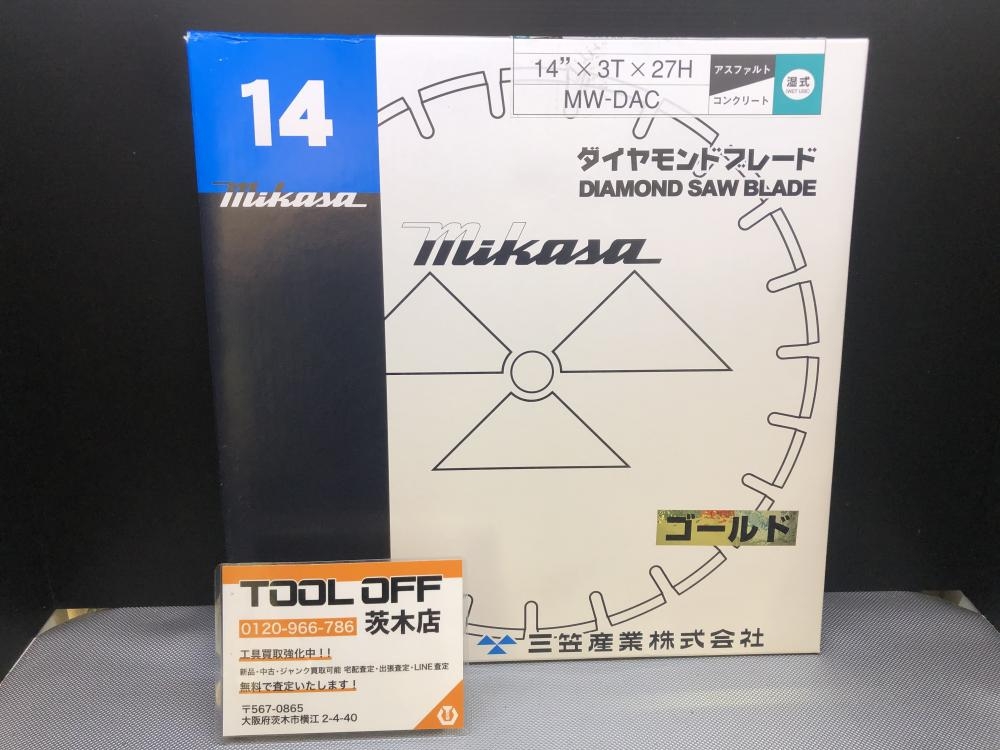 14
Mikasa
14”×3T×27H
MW-DAC
アスファルト
コンクリート
湿式
(WET USE)
ダイヤモンドブレード
DIAMOND SAW BLADE
Mikasa
ゴールド
三笠産業株式会社
TOOL OFF
0120-966-786 茨木店
工具買取強化中！！
新品・中古・ジャンク買取可能 宅配査定・出張査定・LINE査定
無料で査定いたします！
〒567-0865
大阪府茨木市横江 2-4-40